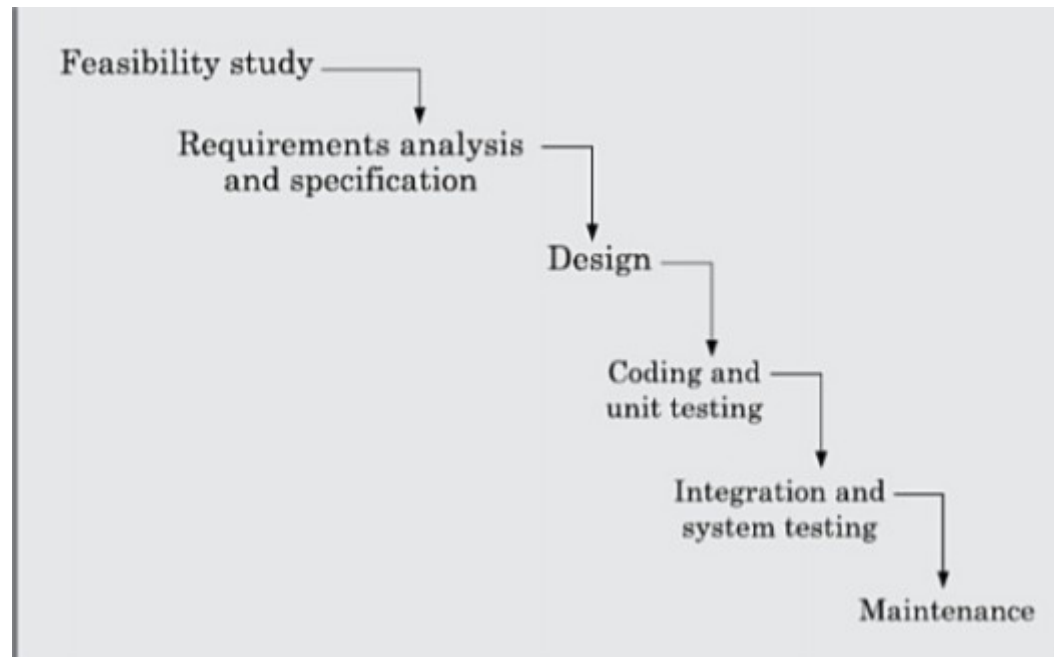 Feasibility study
Requirements analysis
and specification
Design
Coding and
unit testing
Integration and
system testing
Maintenance